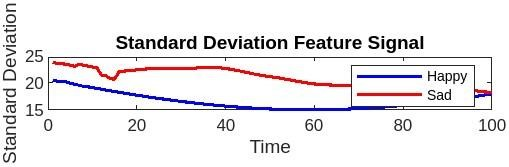 Standard Deviation Feature Signal
Standard Deviation
25
20
15
Happy
Sad
0 20 40 60 80 100
Time